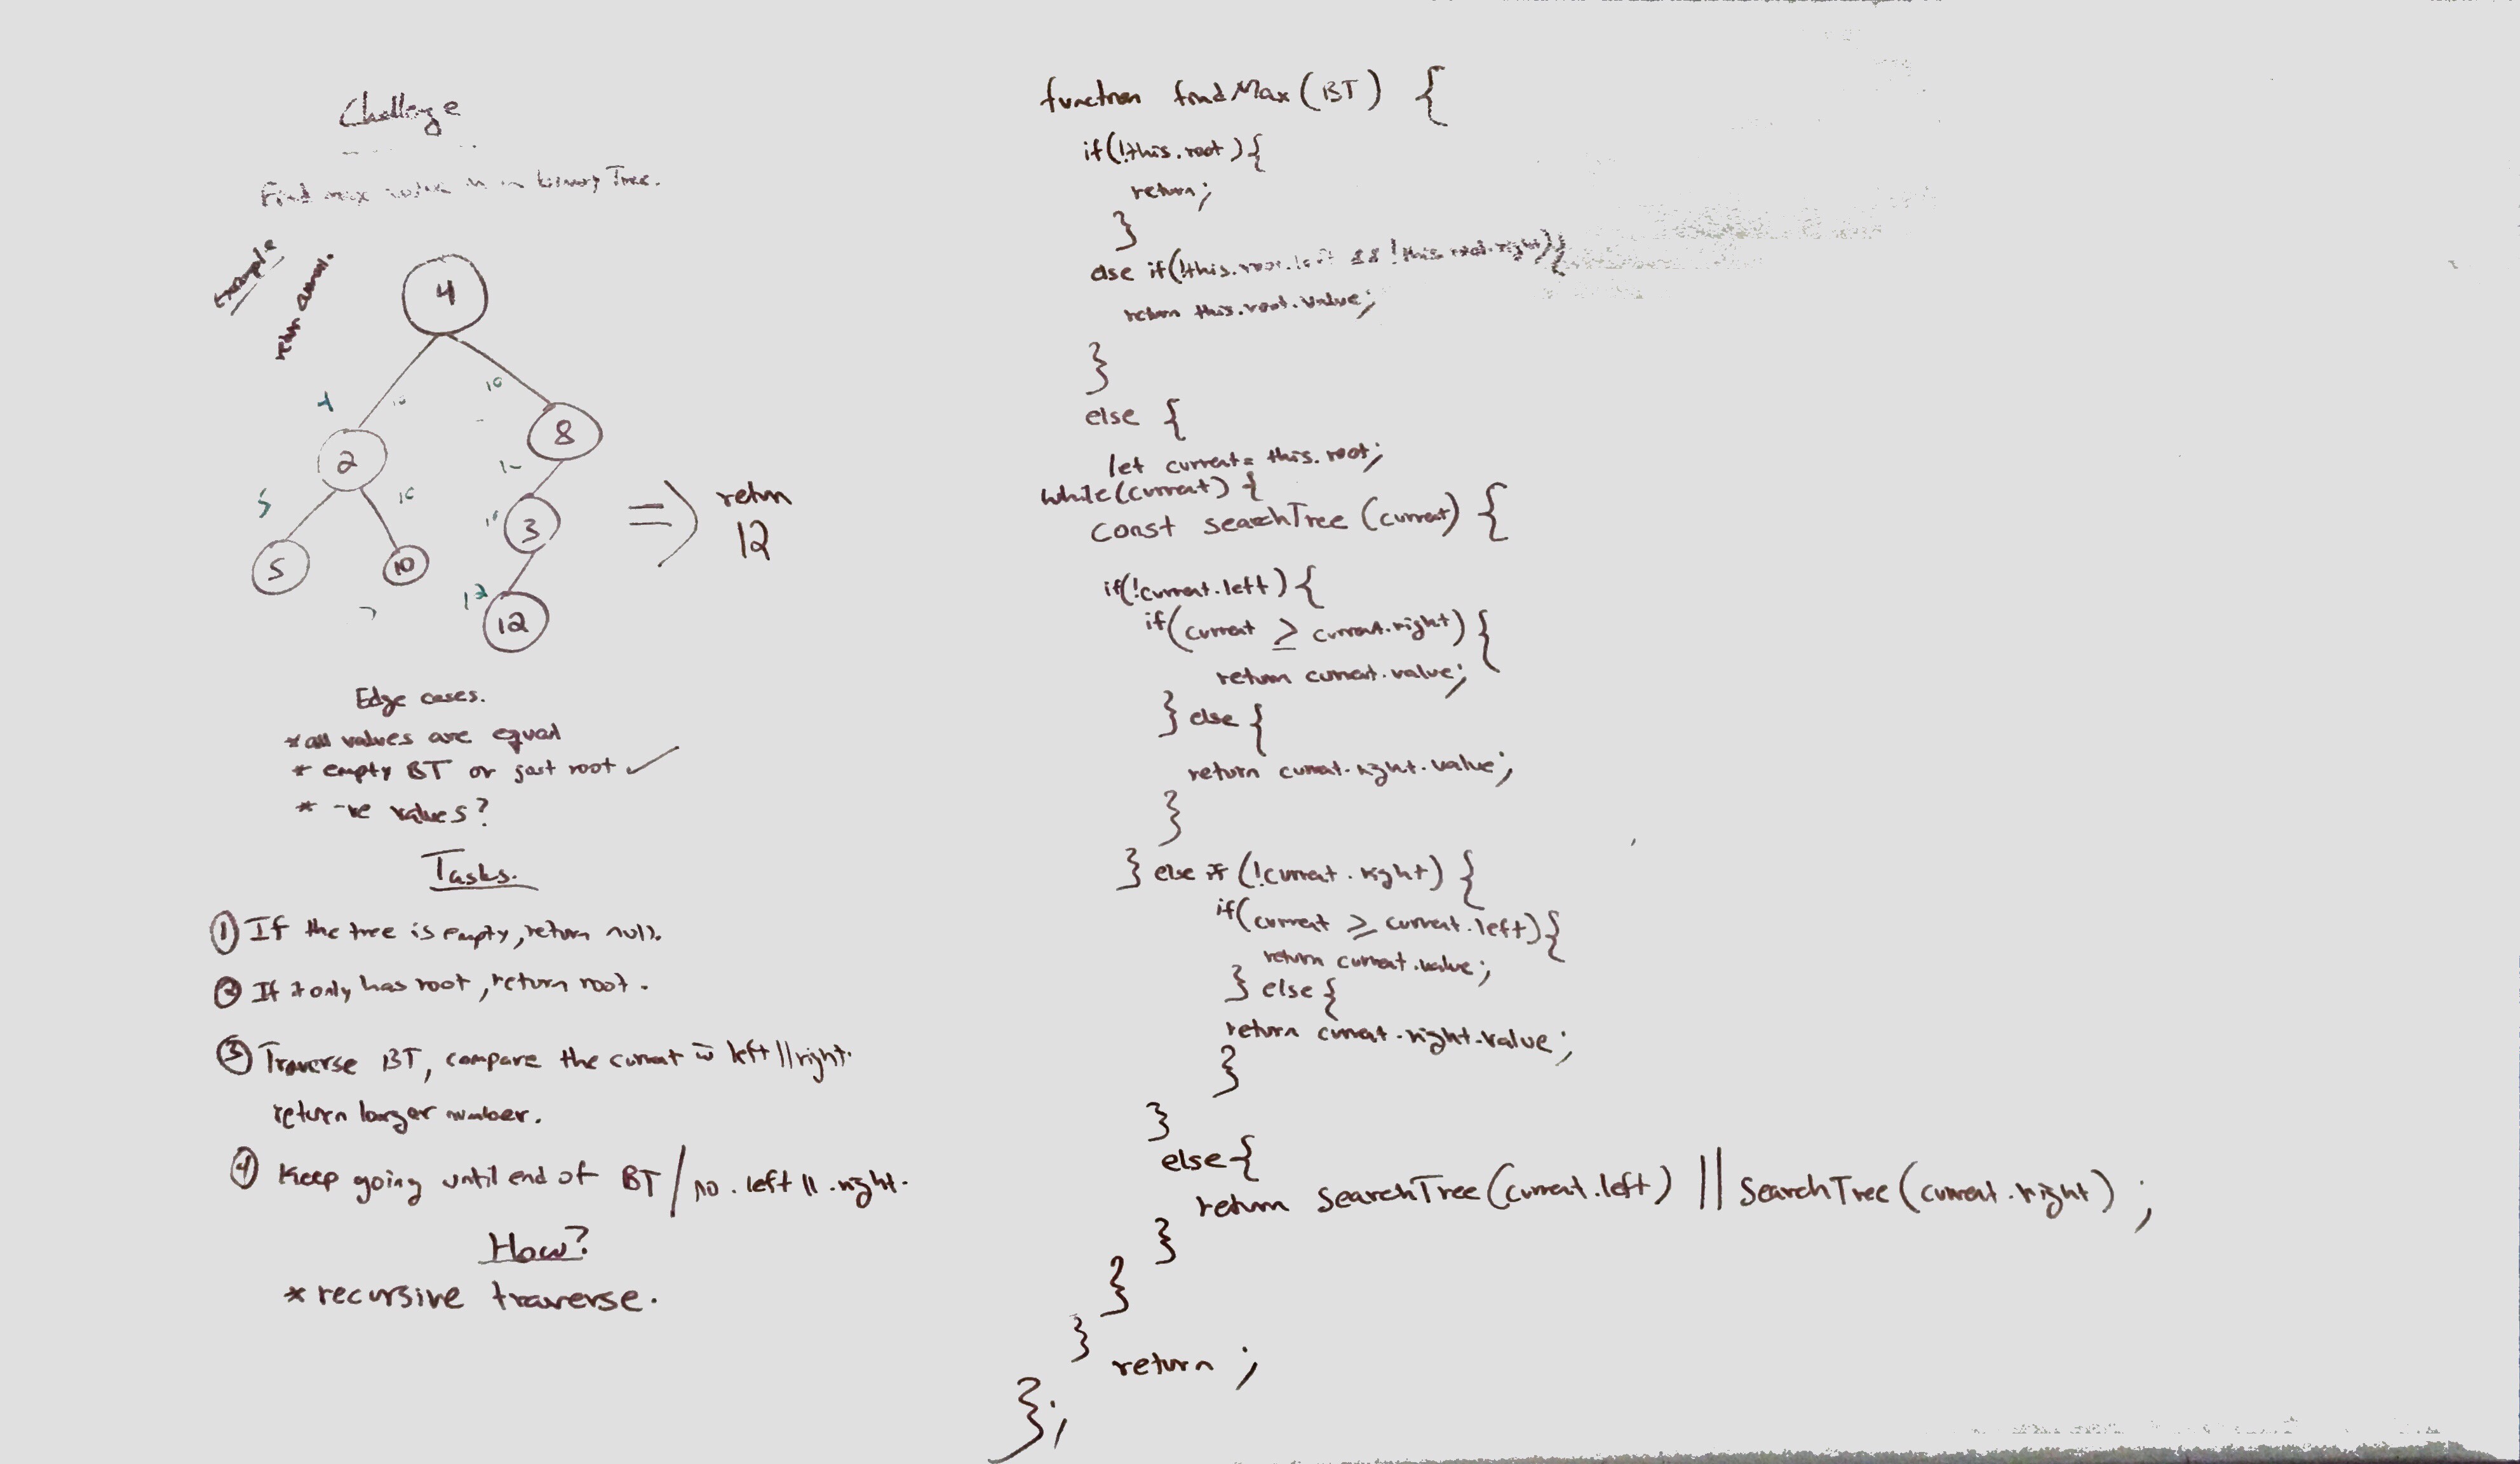 Challenge
Find max value in binary Tree.
Example
4
2
8
5
10
3
12
4
10
5
10
12
=> return
12
Edge cases.
* all values are equal
* empty BT or just root ✓
* -ve values?
Tasks.
① If the tree is empty, return null.
② If it only has root, return root.
③ Traverse BT, compare the current w̄ left || right.
return larger number.
④ Keep going until end of BT / no .left || .right.
How?
* recursive traverse.
function findMax(BT) {
if(!this.root){
return;
}
else if(!this.root.left && !this.root.right){
return this.root.value;
}
else {
let current = this.root;
while(current) {
const searchTree (current) {
if(!current.left) {
if(current ≥ current.right) {
return current.value;
} else {
return current.right.value;
}
} else if (!current.right) {
if(current ≥ current.left) {
return current.value;
} else {
return current.right.value;
}
}
else {
return searchTree(current.left) || searchTree(current.right);
}
}
}
return ;
};